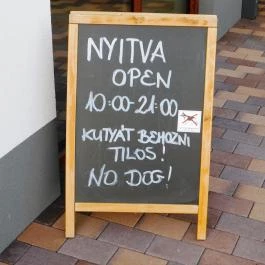 NYITVA
OPEN
10:00-21:00
KUTYÁT BEHOZNI
TILOS!
NO DOG!